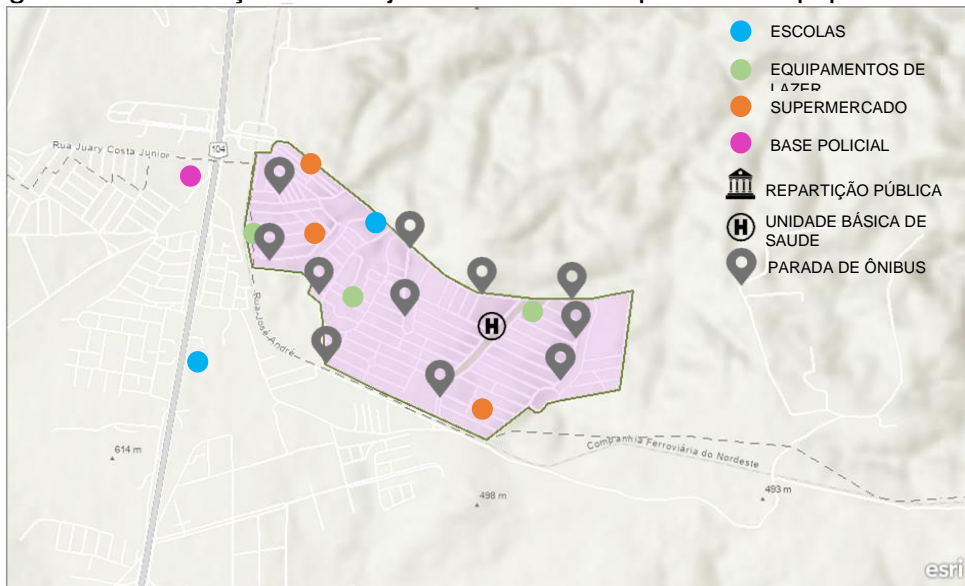 ESCOLAS
EQUIPAMENTOS DE
LAZER
SUPERMERCADO
BASE POLICIAL
REPARTIÇÃO PÚBLICA
H
UNIDADE BÁSICA DE
SAUDE
PARADA DE ÔNIBUS
Rua Juary Costa Junior
104
H
Rua José André
Companhia Ferroviária do Nordeste
614 m
498 m
493 m
esri